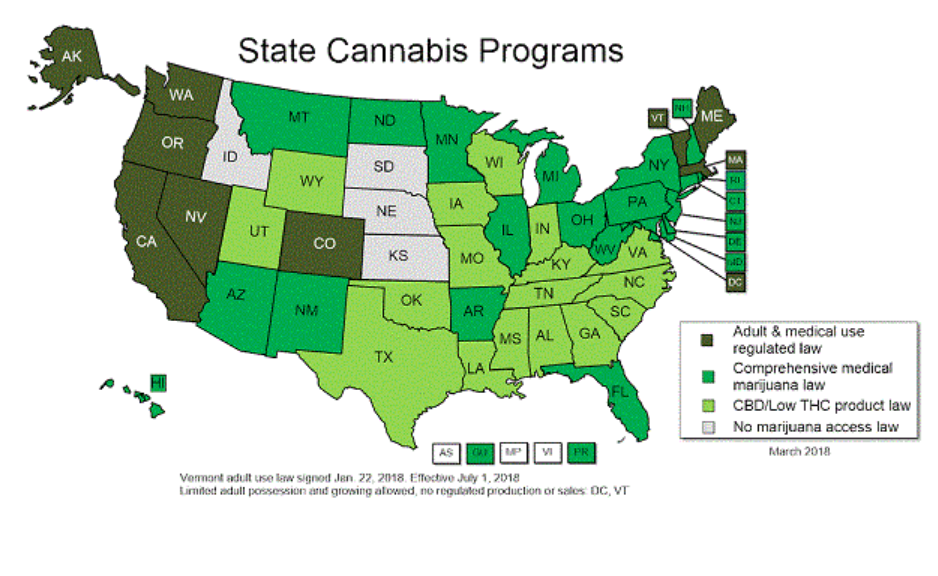 State Cannabis Programs
AK
WA
OR
CA
NV
ID
MT
WY
UT
CO
AZ
NM
ND
SD
NE
KS
OK
TX
MN
IA
MO
AR
LA
WI
IL
MI
IN
OH
KY
TN
MS
AL
GA
FL
SC
NC
VA
WV
PA
NY
VT
NH
ME
MA
RI
CT
NJ
DE
MD
DC
HI
AS
GU
MP
VI
PR
Adult & medical use
regulated law
Comprehensive medical
marijuana law
CBD/Low THC product law
No marijuana access law
March 2018
Vermont adult use law signed Jan. 22, 2018. Effective July 1, 2018
Limited adult possession and growing allowed, no regulated production or sales: DC, VT